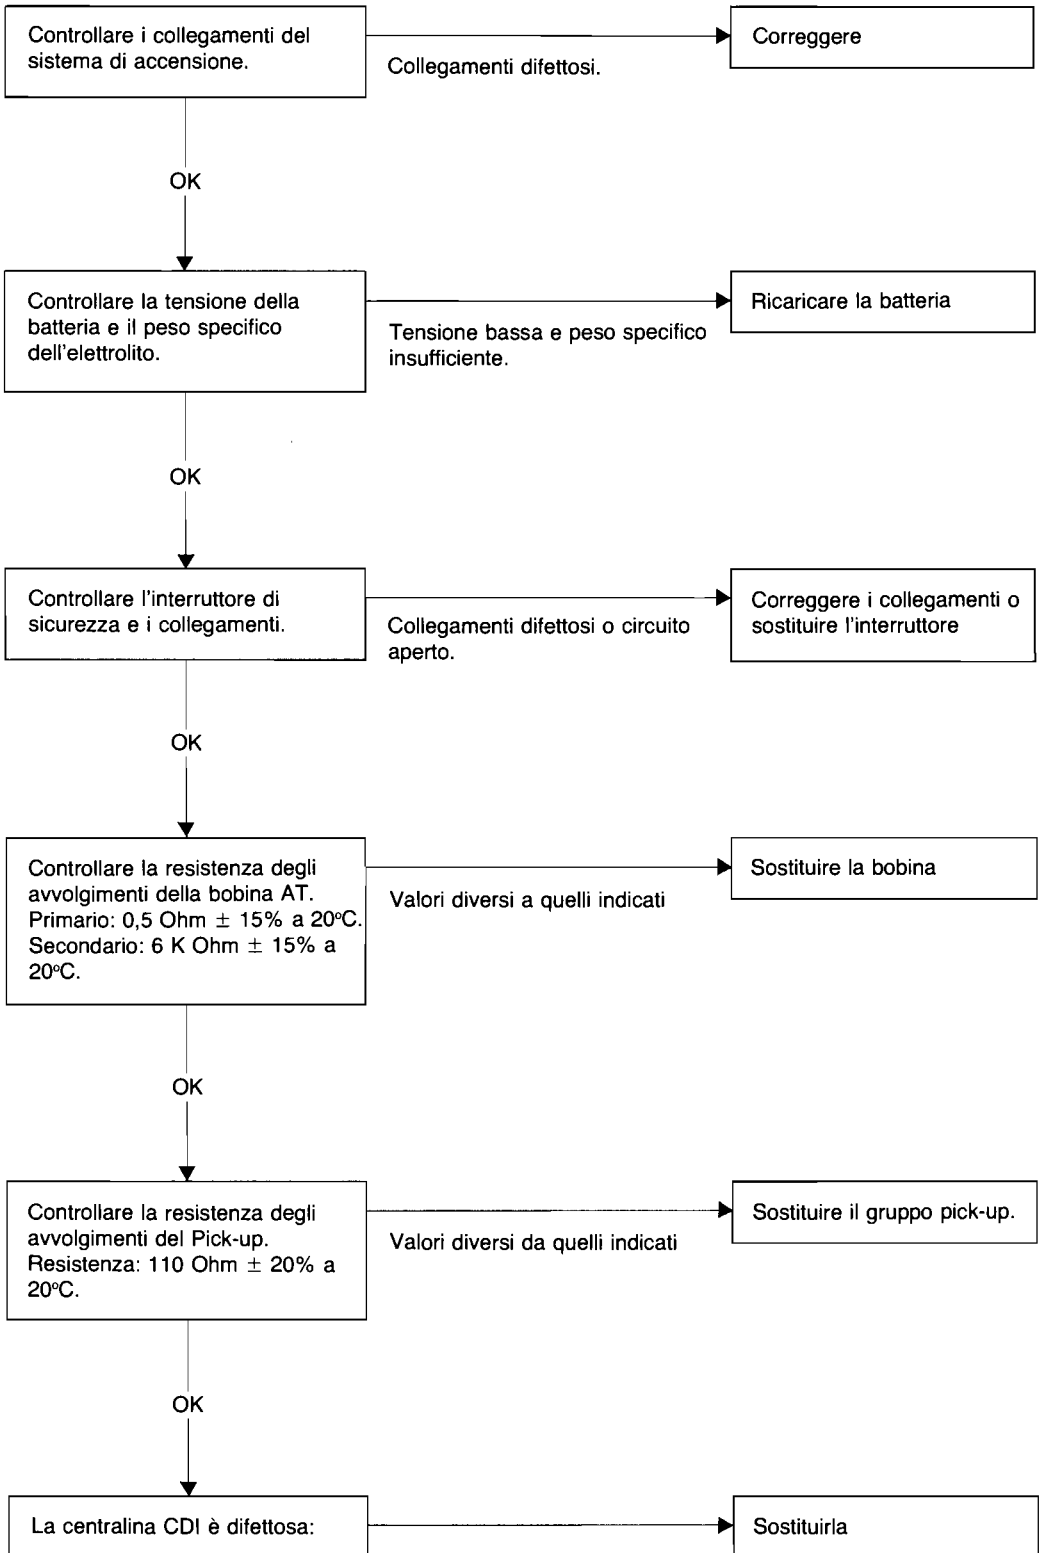 Controllare i collegamenti del
sistema di accensione.
Collegamenti difettosi.
Correggere
OK
Controllare la tensione della
batteria e il peso specifico
dell'elettrolito.
Tensione bassa e peso specifico
insufficiente.
Ricaricare la batteria
OK
Controllare l'interruttore di
sicurezza e i collegamenti.
Collegamenti difettosi o circuito
aperto.
Correggere i collegamenti o
sostituire l'interruttore
OK
Controllare la resistenza degli
avvolgimenti della bobina AT.
Primario: 0,5 Ohm ± 15% a 20°C.
Secondario: 6 K Ohm ± 15% a
20°C.
Valori diversi a quelli indicati
Sostituire la bobina
OK
Controllare la resistenza degli
avvolgimenti del Pick-up.
Resistenza: 110 Ohm ± 20% a
20°C.
Valori diversi da quelli indicati
Sostituire il gruppo pick-up.
OK
La centralina CDI è difettosa:
Sostituirla